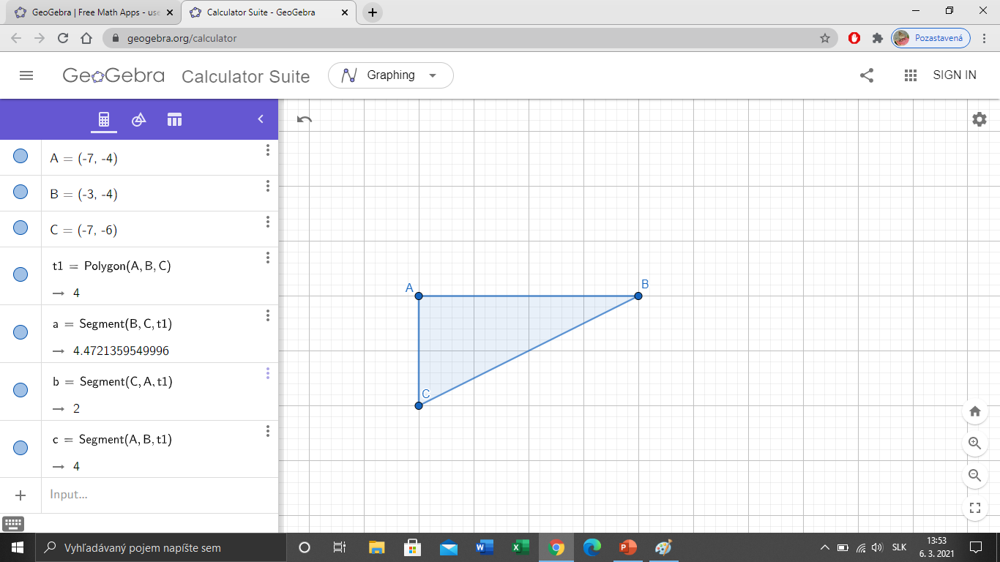 GeoGebra | Free Math Apps - use
Calculator Suite - GeoGebra
geogebra.org/calculator
Pozastavená
GeoGebra Calculator Suite
Graphing
SIGN IN
A = (-7, -4)
B = (-3, -4)
C = (-7, -6)
t1 = Polygon(A, B, C)
→ 4
a = Segment(B, C, t1)
→ 4.4721359549996
b = Segment(C, A, t1)
→ 2
c = Segment(A, B, t1)
→ 4
Input...
A
B
C
Vyhľadávaný pojem napíšte sem
SLK
13:53
6. 3. 2021